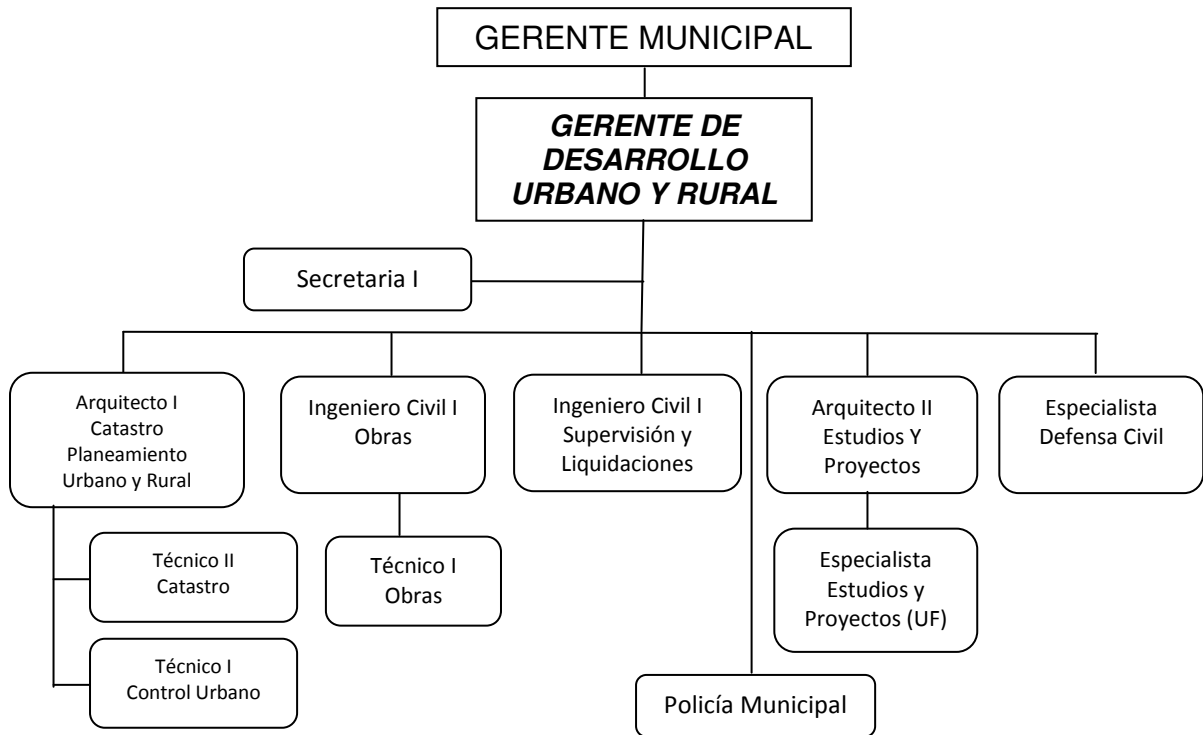 GERENTE MUNICIPAL
GERENTE DE
DESARROLLO
URBANO Y RURAL
Secretaria I
Arquitecto I
Catastro
Planeamiento
Urbano y Rural
Ingeniero Civil I
Obras
Ingeniero Civil I
Supervisión y
Liquidaciones
Arquitecto II
Estudios Y
Proyectos
Especialista
Defensa Civil
Técnico II
Catastro
Técnico I
Obras
Especialista
Estudios y
Proyectos (UF)
Técnico I
Control Urbano
Policía Municipal